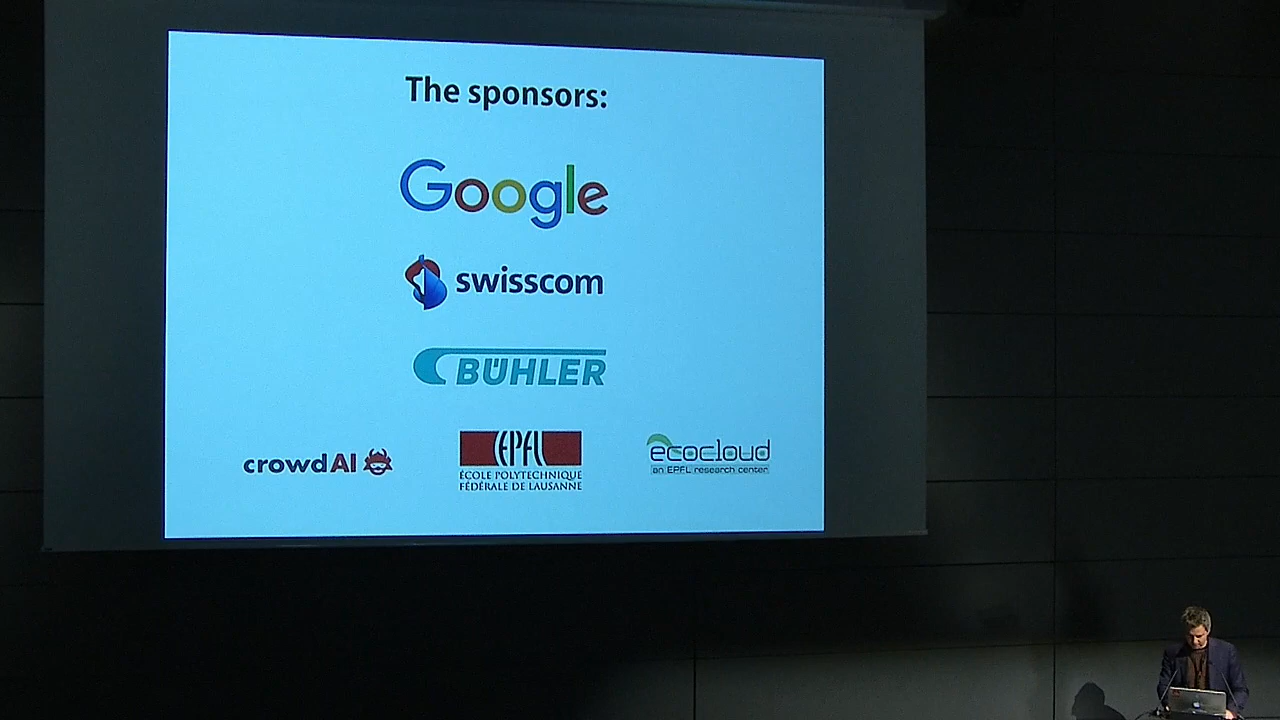 The sponsors:
Google
swisscom
BÜHLER
crowdAI
EPFL
ÉCOLE POLYTECHNIQUE
FÉDÉRALE DE LAUSANNE
ecocloud
an EPFL research center